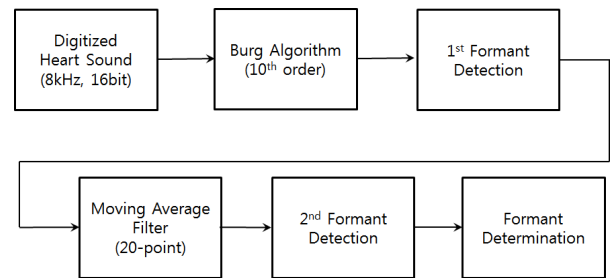 Digitized
Heart Sound
(8kHz, 16bit)
Burg Algorithm
(10th order)
1st Formant
Detection
Moving Average
Filter
(20-point)
2nd Formant
Detection
Formant
Determination